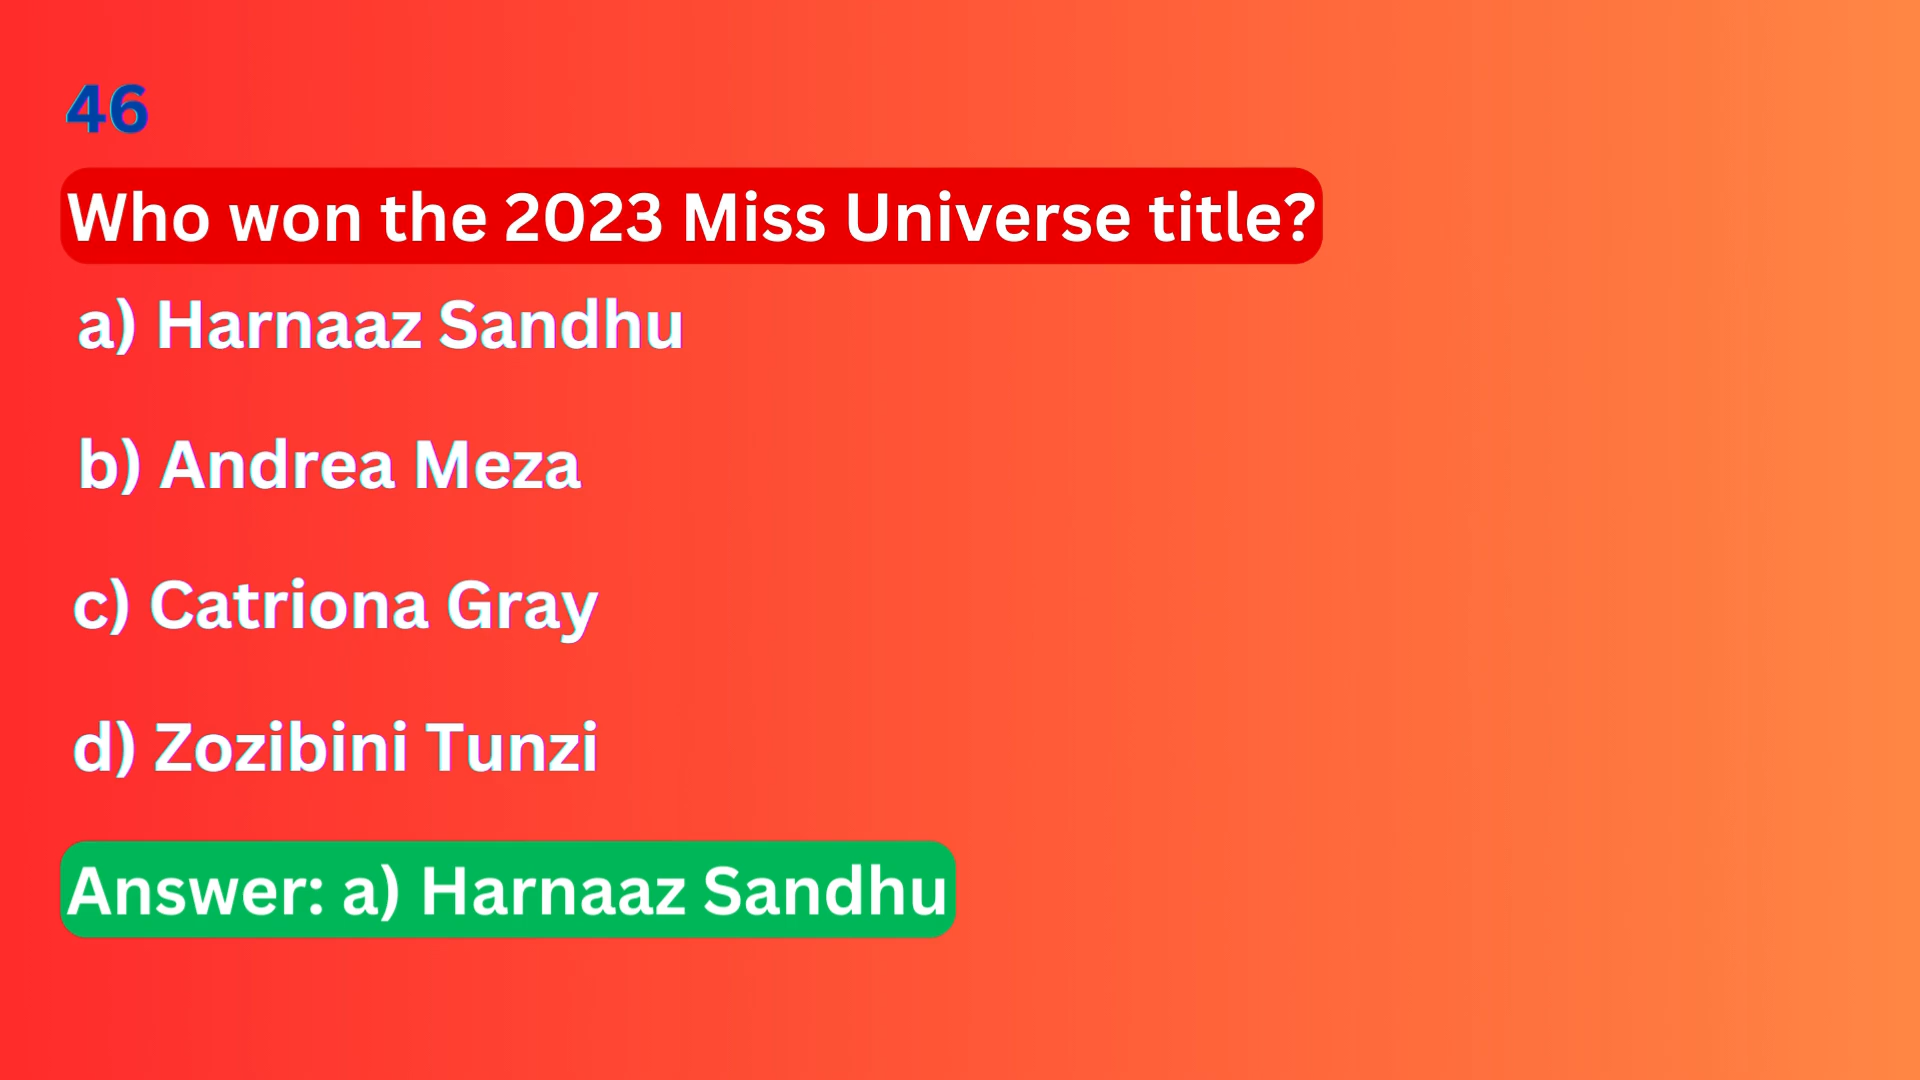 46
Who won the 2023 Miss Universe title?
a) Harnaaz Sandhu
b) Andrea Meza
c) Catriona Gray
d) Zozibini Tunzi
Answer: a) Harnaaz Sandhu